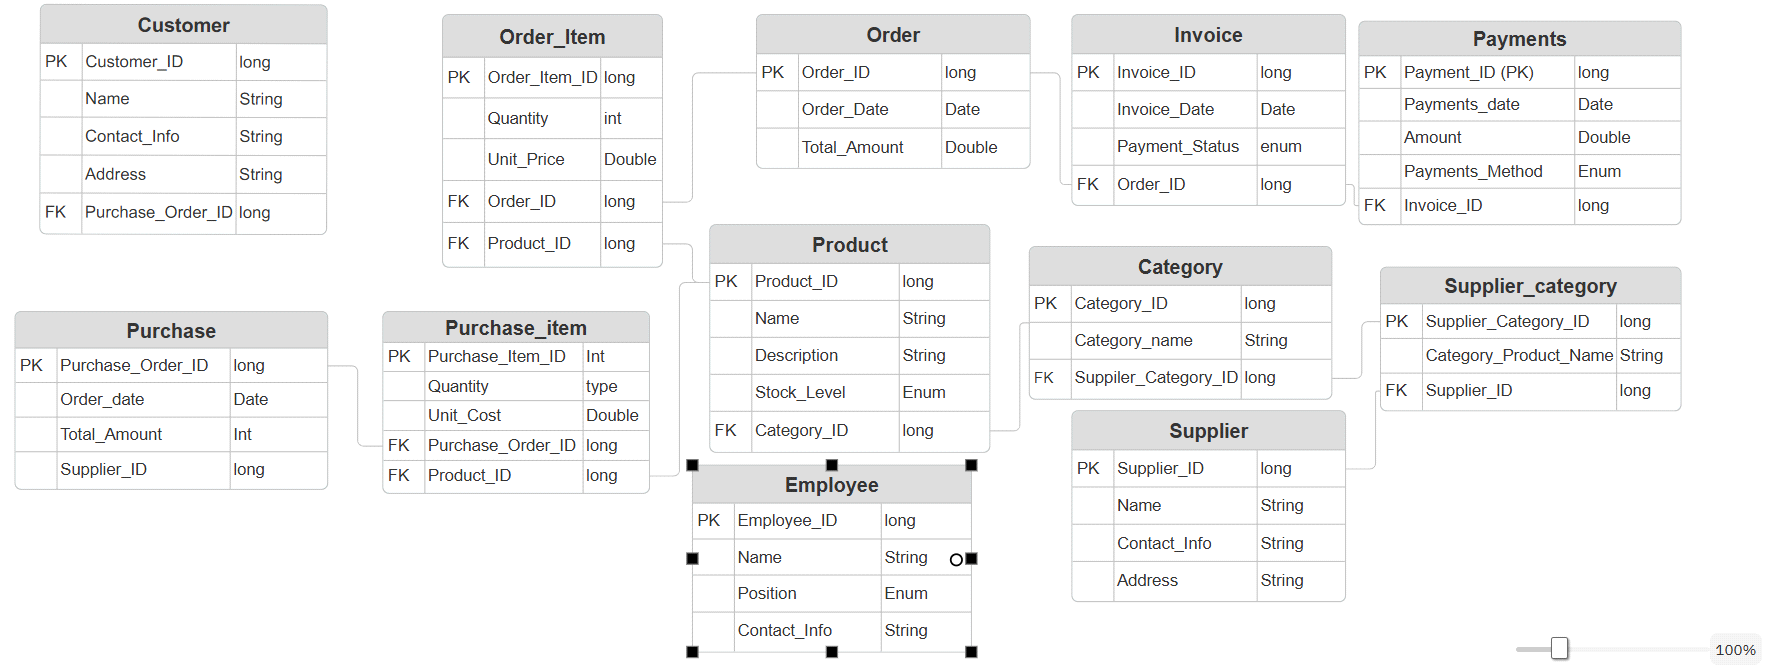 Customer
PK Customer_ID long
Name String
Contact_Info String
Address String
FK Purchase_Order_ID long
Order_Item
PK Order_Item_ID long
Quantity int
Unit_Price Double
FK Order_ID long
FK Product_ID long
Order
PK Order_ID long
Order_Date Date
Total_Amount Double
Invoice
PK Invoice_ID long
Invoice_Date Date
Payment_Status enum
FK Order_ID long
Payments
PK Payment_ID (PK) long
Payments_date Date
Amount Double
Payments_Method Enum
FK Invoice_ID long
Purchase
PK Purchase_Order_ID long
Order_date Date
Total_Amount Int
Supplier_ID long
Purchase_item
PK Purchase_Item_ID Int
Quantity type
Unit_Cost Double
FK Purchase_Order_ID long
FK Product_ID long
Product
PK Product_ID long
Name String
Description String
Stock_Level Enum
FK Category_ID long
Category
PK Category_ID long
Category_name String
FK Suppiler_Category_ID long
Supplier_category
PK Supplier_Category_ID long
Category_Product_Name String
FK Supplier_ID long
Employee
PK Employee_ID long
Name String
Position Enum
Contact_Info String
Supplier
PK Supplier_ID long
Name String
Contact_Info String
Address String
100%